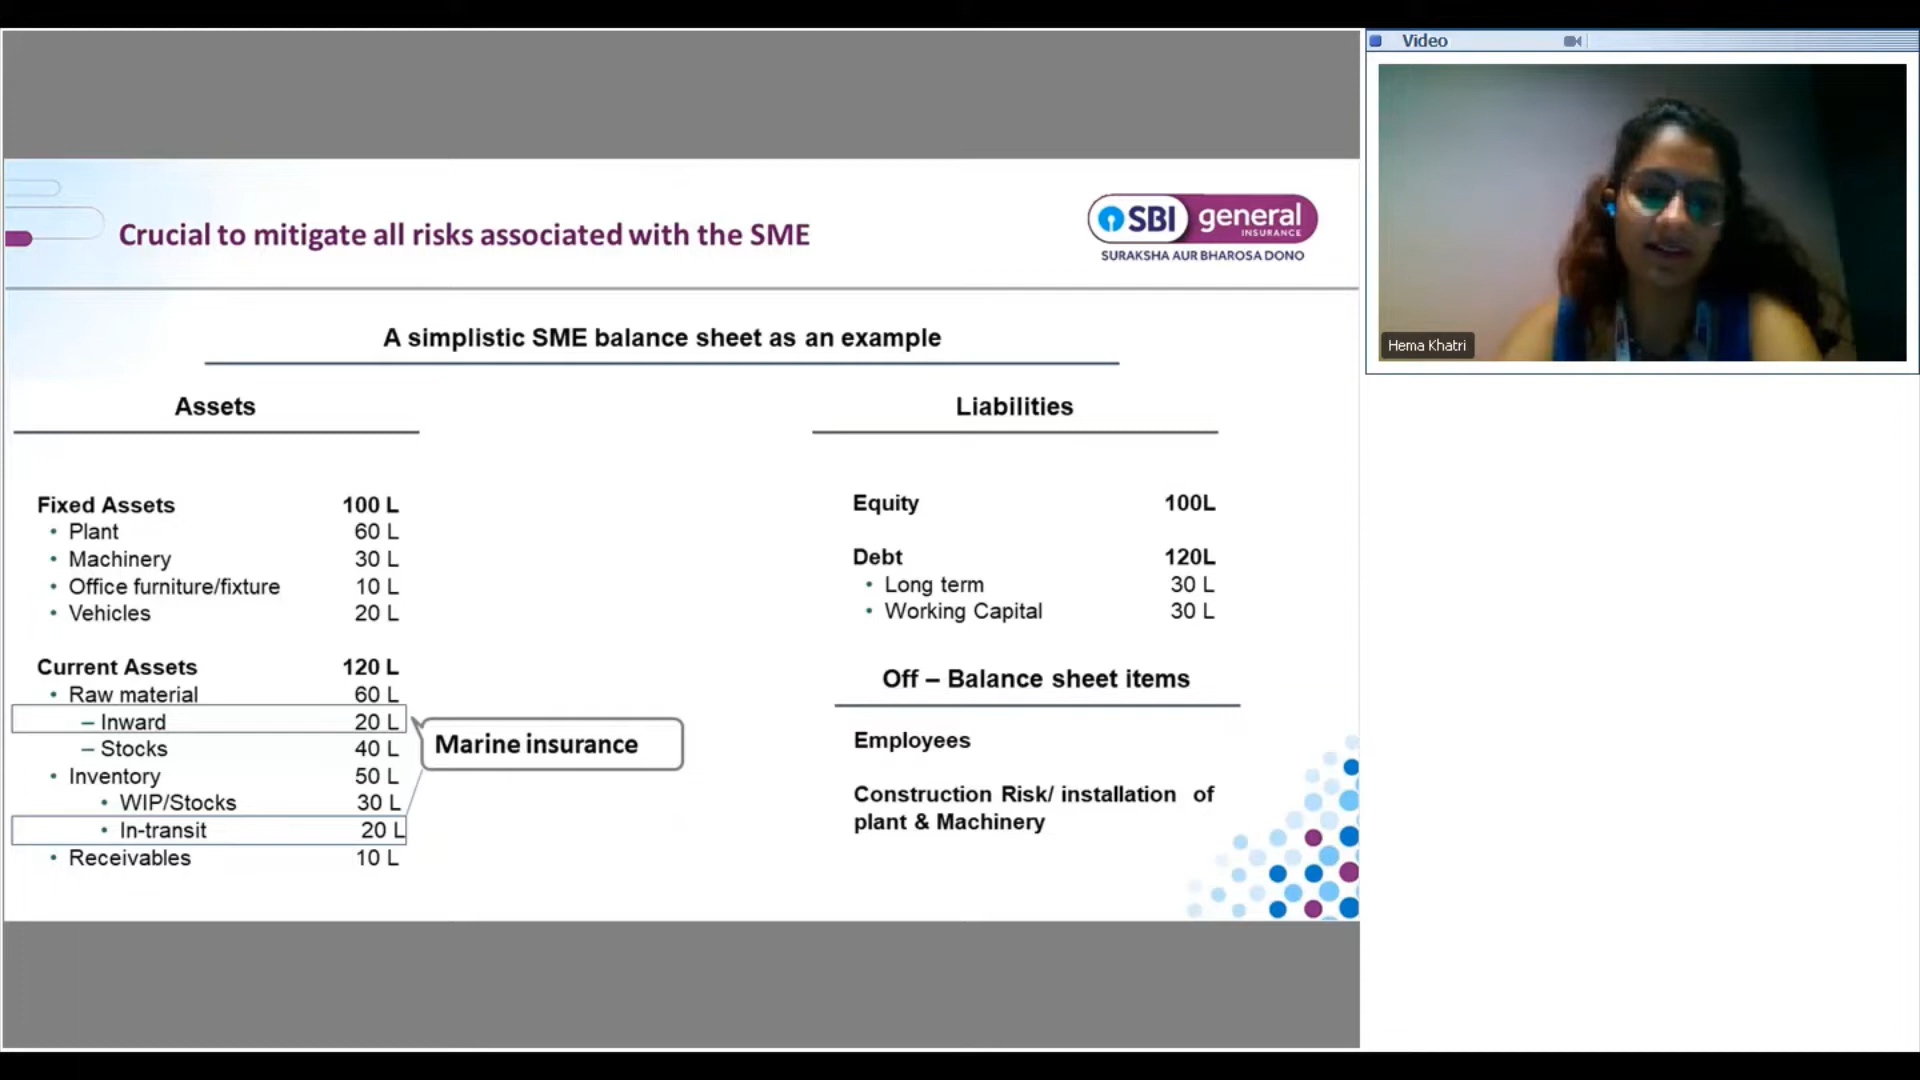 Video
Hema Khatri
Crucial to mitigate all risks associated with the SME
SBI general
INSURANCE
SURAKSHA AUR BHAROSA DONO
A simplistic SME balance sheet as an example
Assets
Fixed Assets 100 L
• Plant 60 L
• Machinery 30 L
• Office furniture/fixture 10 L
• Vehicles 20 L
Current Assets 120 L
• Raw material 60 L
– Inward 20 L
– Stocks 40 L
• Inventory 50 L
• WIP/Stocks 30 L
• In-transit 20 L
• Receivables 10 L
Marine insurance
Liabilities
Equity 100L
Debt 120L
• Long term 30 L
• Working Capital 30 L
Off – Balance sheet items
Employees
Construction Risk/ installation of
plant & Machinery